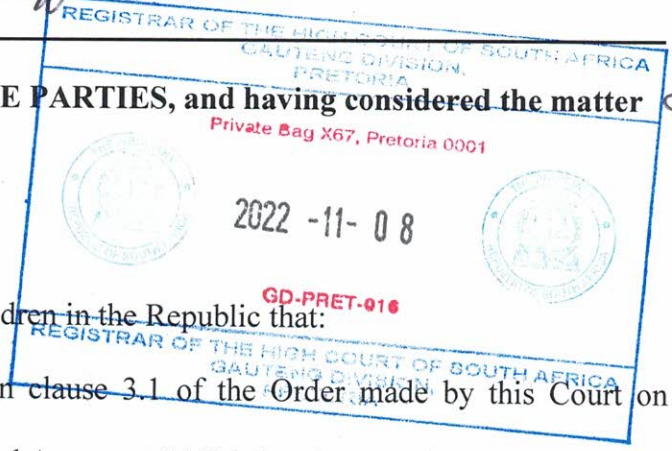 REGISTRAR OF THE HIGH COURT OF SOUTH AFRICA
GAUTENG DIVISION,
PRETORIA
E PARTIES, and having considered the matter
Private Bag X67, Pretoria 0001
2022 -11- 08
GD-PRET-016
dren in the Republic that:
REGISTRAR OF THE HIGH COURT OF SOUTH AFRICA
GAUTENG DIVISION,
n clause 3.1 of the Order made by this Court on